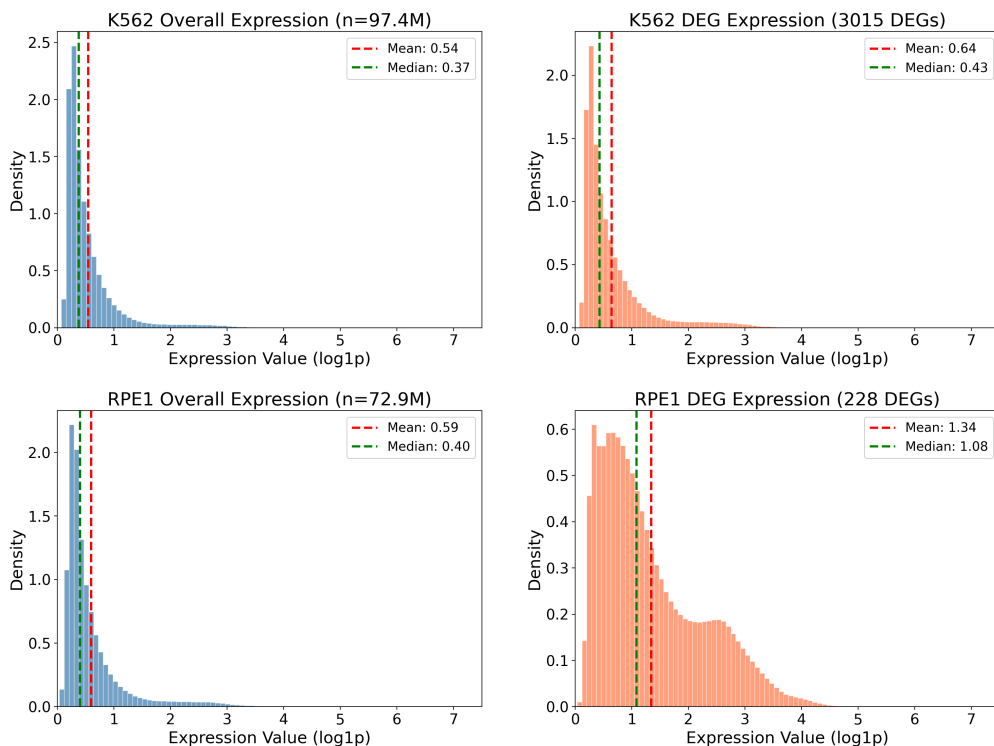 K562 Overall Expression (n=97.4M)
Mean: 0.54
Median: 0.37
Density
2.5
2.0
1.5
1.0
0.5
0.0
0 1 2 3 4 5 6 7
Expression Value (log1p)
K562 DEG Expression (3015 DEGs)
Mean: 0.64
Median: 0.43
Density
2.0
1.5
1.0
0.5
0.0
0 1 2 3 4 5 6 7
Expression Value (log1p)
RPE1 Overall Expression (n=72.9M)
Mean: 0.59
Median: 0.40
Density
2.0
1.5
1.0
0.5
0.0
0 1 2 3 4 5 6 7
Expression Value (log1p)
RPE1 DEG Expression (228 DEGs)
Mean: 1.34
Median: 1.08
Density
0.6
0.5
0.4
0.3
0.2
0.1
0.0
0 1 2 3 4 5 6 7
Expression Value (log1p)